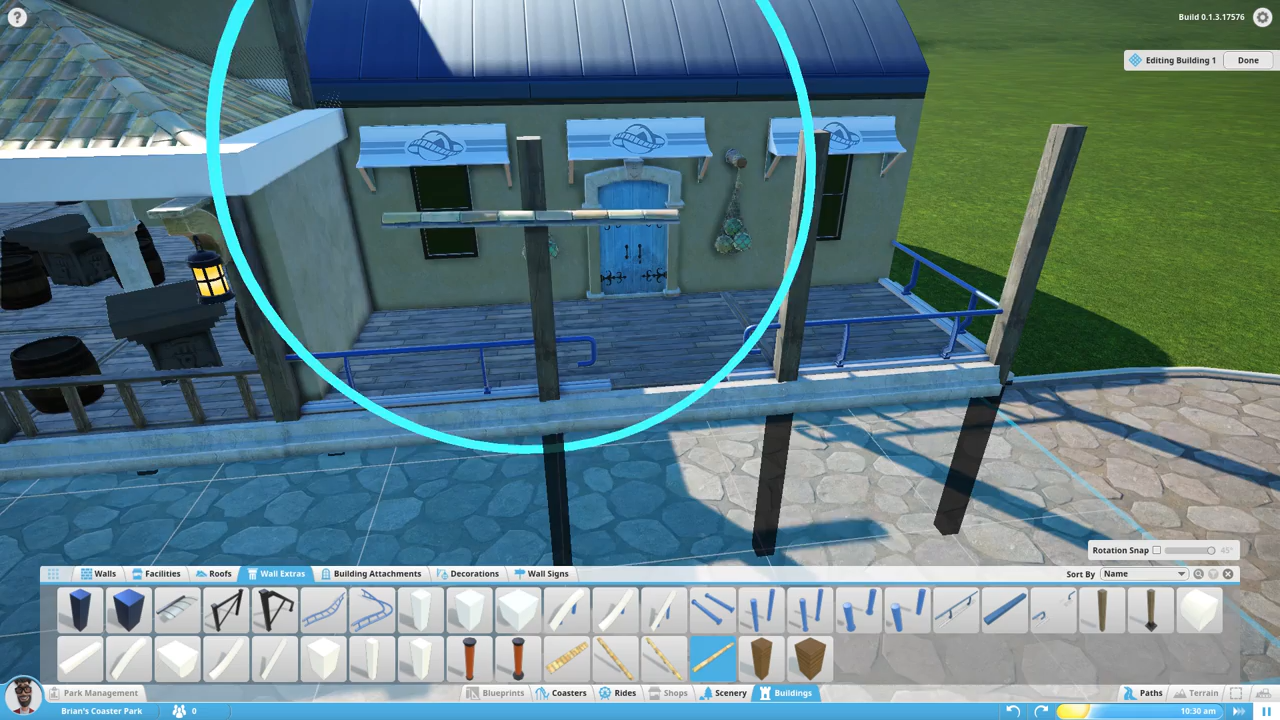 ?
Build 0.1.3.17576
Editing Building 1
Done
Rotation Snap
45°
Walls
Facilities
Roofs
Wall Extras
Building Attachments
Decorations
Wall Signs
Sort By
Name
Park Management
Blueprints
Coasters
Rides
Shops
Scenery
Buildings
Paths
Terrain
Brian's Coaster Park
0
10:30 am